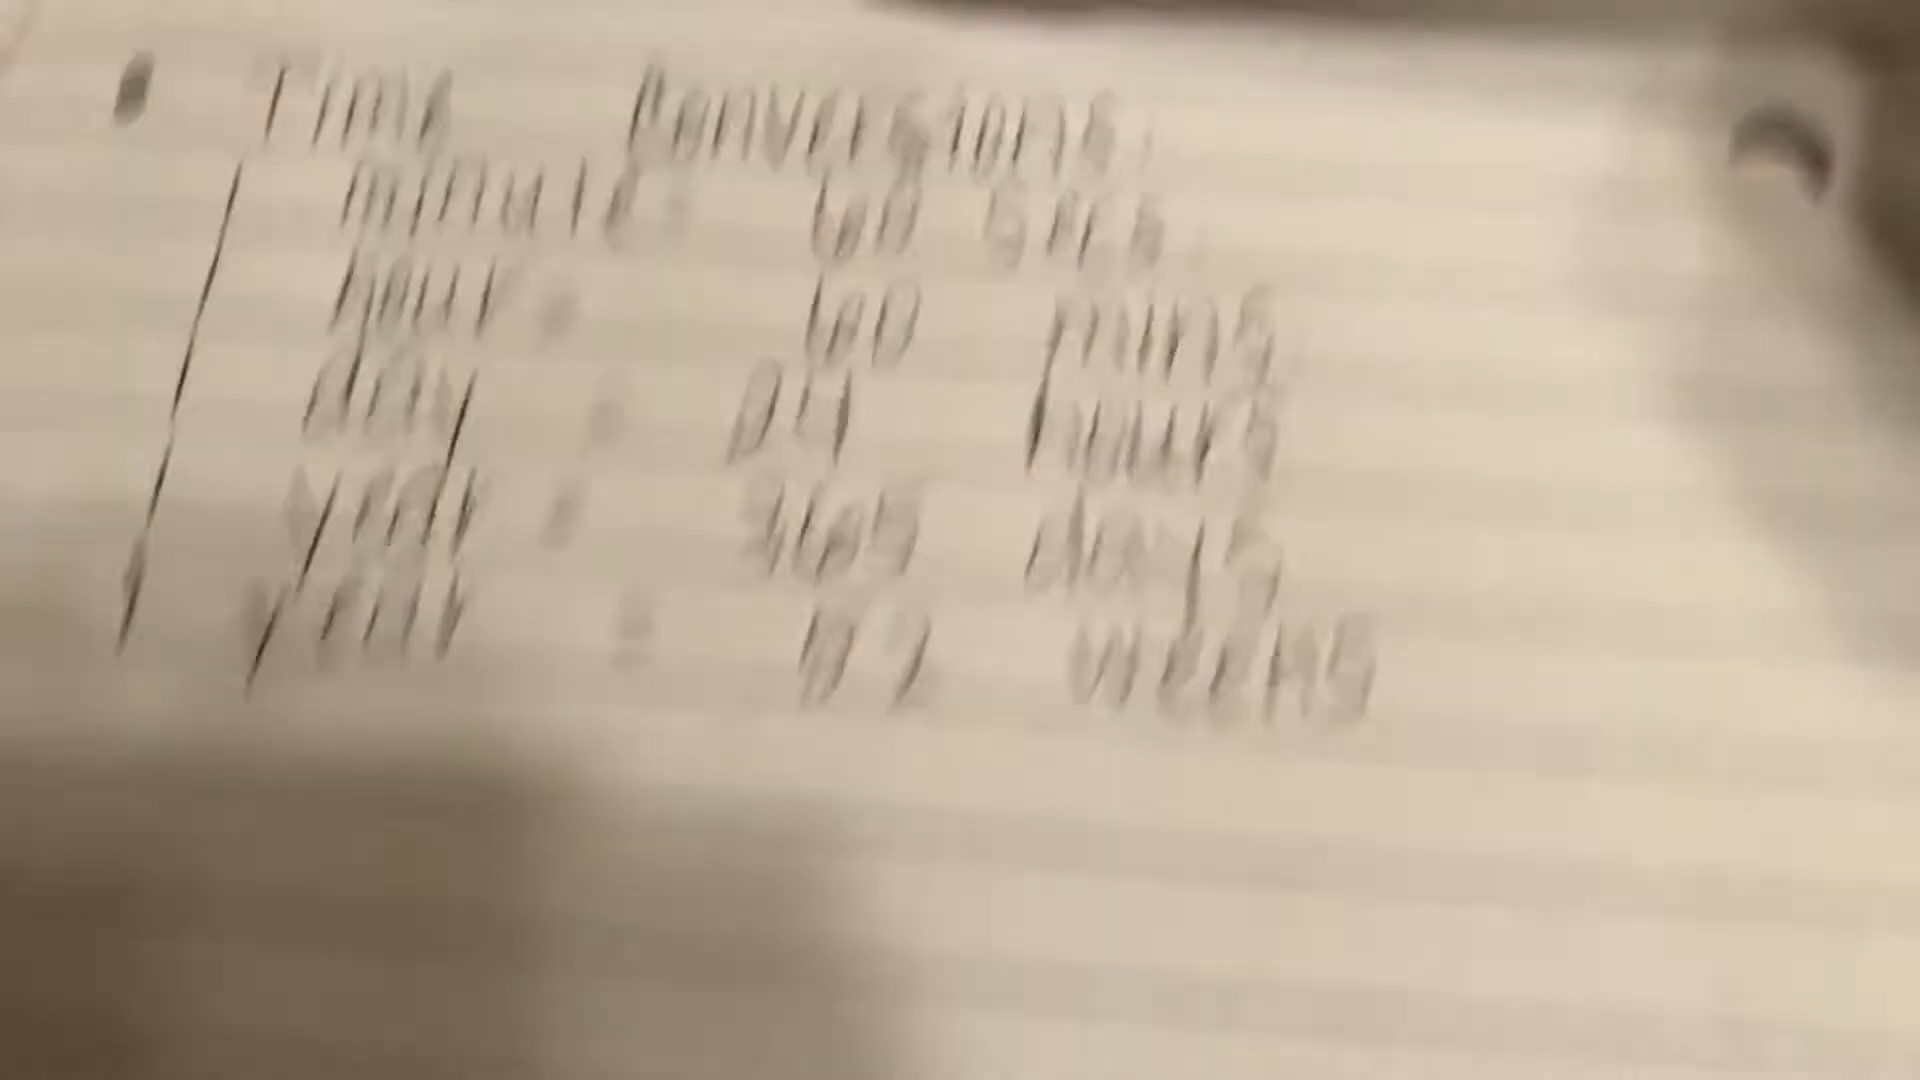 • Time Conversions
minute = 60 secs
hour = 60 mins
day = 24 hours
year = 365 days
year = 52 weeks